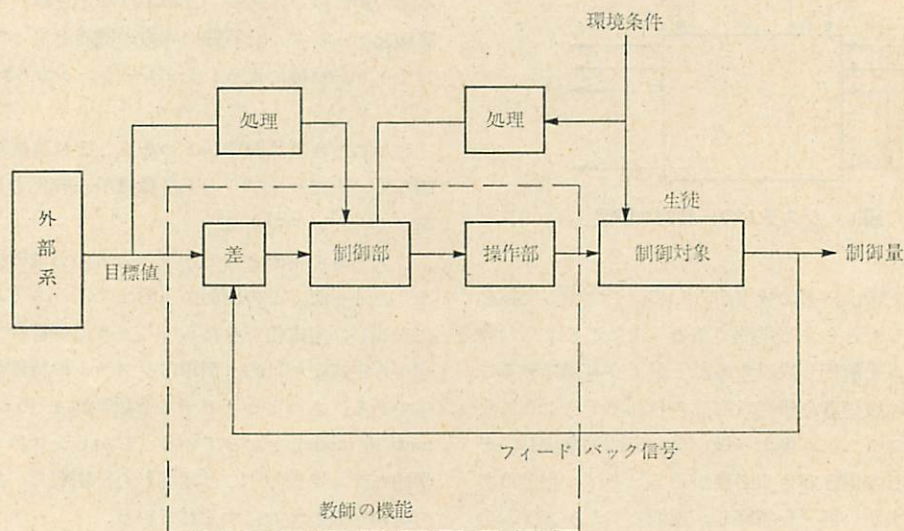 環境条件
処理
処理
生徒
外部系
差
制御部
操作部
制御対象
制御量
目標値
フィードバック信号
教師の機能